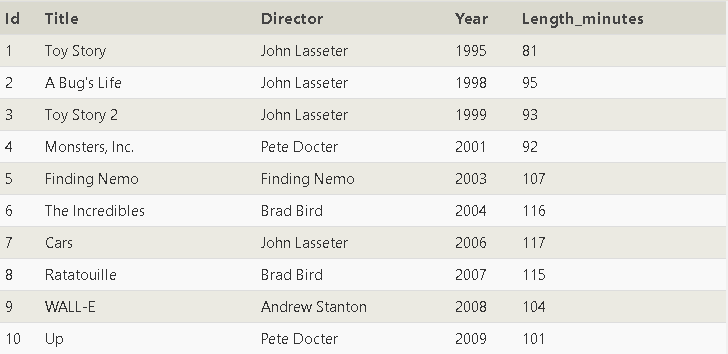 Id Title Director Year Length_minutes
1 Toy Story John Lasseter 1995 81
2 A Bug's Life John Lasseter 1998 95
3 Toy Story 2 John Lasseter 1999 93
4 Monsters, Inc. Pete Docter 2001 92
5 Finding Nemo Finding Nemo 2003 107
6 The Incredibles Brad Bird 2004 116
7 Cars John Lasseter 2006 117
8 Ratatouille Brad Bird 2007 115
9 WALL-E Andrew Stanton 2008 104
10 Up Pete Docter 2009 101